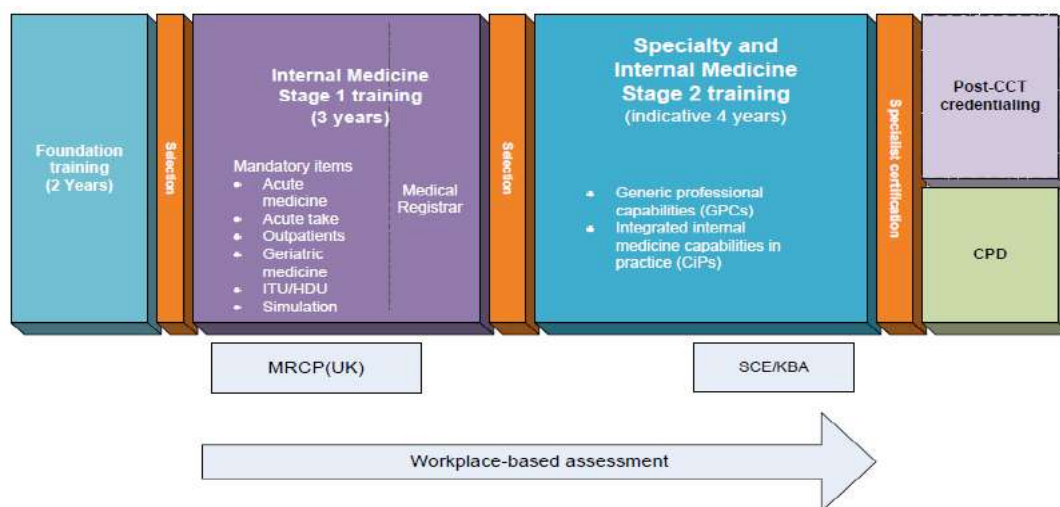 Foundation
training
(2 Years)
Selection
Internal Medicine
Stage 1 training
(3 years)
Mandatory items
Acute
medicine
Acute take
Outpatients
Geriatric
medicine
ITU/HDU
Simulation
Medical
Registrar
Selection
Specialty and
Internal Medicine
Stage 2 training
(indicative 4 years)
Generic professional
capabilities (GPCs)
Integrated internal
medicine capabilities in
practice (CiPs)
Specialist certification
Post-CCT
credentialing
CPD
MRCP(UK)
SCE/KBA
Workplace-based assessment